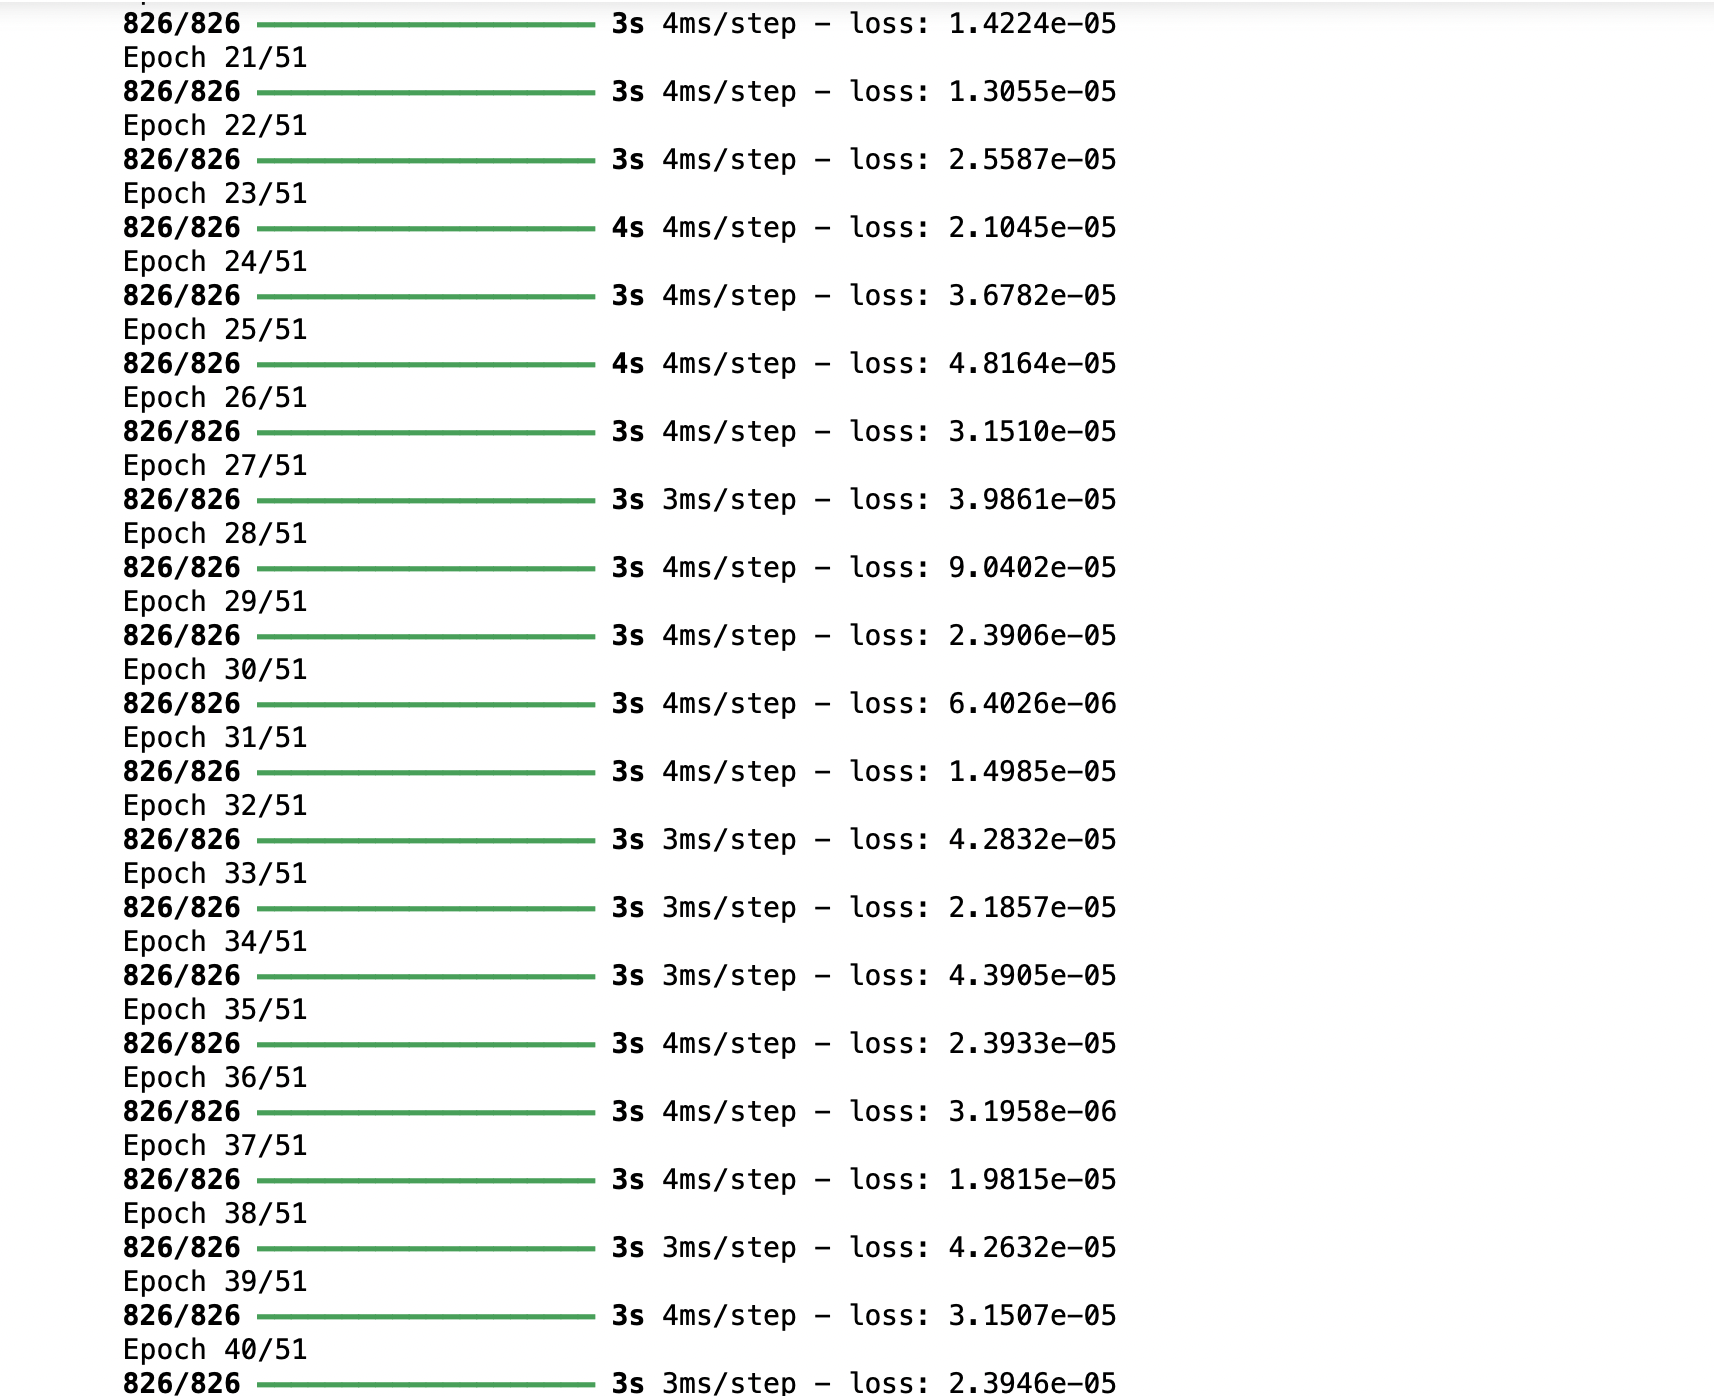 826/826 ━━━━━━━━━━━━━━━━━━━━ 3s 4ms/step - loss: 1.4224e-05
Epoch 21/51
826/826 ━━━━━━━━━━━━━━━━━━━━ 3s 4ms/step - loss: 1.3055e-05
Epoch 22/51
826/826 ━━━━━━━━━━━━━━━━━━━━ 3s 4ms/step - loss: 2.5587e-05
Epoch 23/51
826/826 ━━━━━━━━━━━━━━━━━━━━ 4s 4ms/step - loss: 2.1045e-05
Epoch 24/51
826/826 ━━━━━━━━━━━━━━━━━━━━ 3s 4ms/step - loss: 3.6782e-05
Epoch 25/51
826/826 ━━━━━━━━━━━━━━━━━━━━ 4s 4ms/step - loss: 4.8164e-05
Epoch 26/51
826/826 ━━━━━━━━━━━━━━━━━━━━ 3s 4ms/step - loss: 3.1510e-05
Epoch 27/51
826/826 ━━━━━━━━━━━━━━━━━━━━ 3s 3ms/step - loss: 3.9861e-05
Epoch 28/51
826/826 ━━━━━━━━━━━━━━━━━━━━ 3s 4ms/step - loss: 9.0402e-05
Epoch 29/51
826/826 ━━━━━━━━━━━━━━━━━━━━ 3s 4ms/step - loss: 2.3906e-05
Epoch 30/51
826/826 ━━━━━━━━━━━━━━━━━━━━ 3s 4ms/step - loss: 6.4026e-06
Epoch 31/51
826/826 ━━━━━━━━━━━━━━━━━━━━ 3s 4ms/step - loss: 1.4985e-05
Epoch 32/51
826/826 ━━━━━━━━━━━━━━━━━━━━ 3s 3ms/step - loss: 4.2832e-05
Epoch 33/51
826/826 ━━━━━━━━━━━━━━━━━━━━ 3s 3ms/step - loss: 2.1857e-05
Epoch 34/51
826/826 ━━━━━━━━━━━━━━━━━━━━ 3s 3ms/step - loss: 4.3905e-05
Epoch 35/51
826/826 ━━━━━━━━━━━━━━━━━━━━ 3s 4ms/step - loss: 2.3933e-05
Epoch 36/51
826/826 ━━━━━━━━━━━━━━━━━━━━ 3s 4ms/step - loss: 3.1958e-06
Epoch 37/51
826/826 ━━━━━━━━━━━━━━━━━━━━ 3s 4ms/step - loss: 1.9815e-05
Epoch 38/51
826/826 ━━━━━━━━━━━━━━━━━━━━ 3s 3ms/step - loss: 4.2632e-05
Epoch 39/51
826/826 ━━━━━━━━━━━━━━━━━━━━ 3s 4ms/step - loss: 3.1507e-05
Epoch 40/51
826/826 ━━━━━━━━━━━━━━━━━━━━ 3s 3ms/step - loss: 2.3946e-05